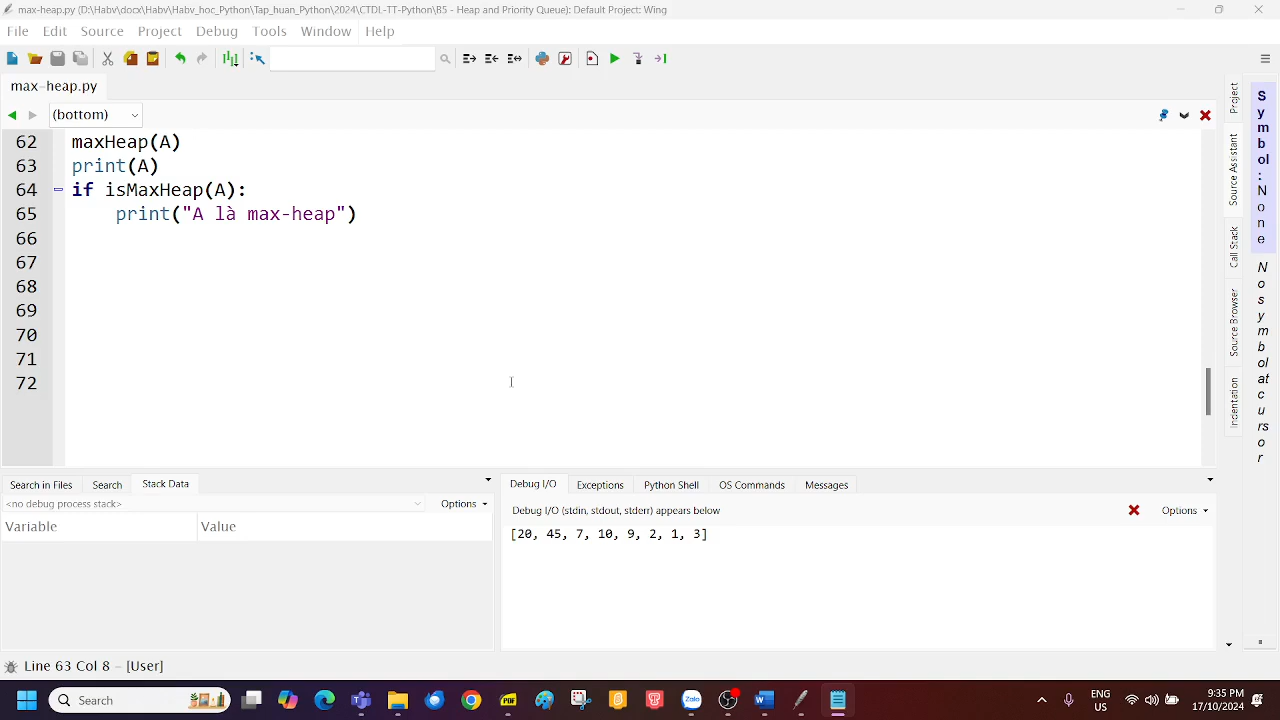 max-heap.py (D:\Habv\docx\Habv\Habv_hoc_Python\Tap_huan_Python\2024\CTDL-TT-Python\B5 - Heap and Priority Queue): Default Project: Wing
File Edit Source Project Debug Tools Window Help
max-heap.py
(bottom)
62 maxHeap(A)
63 print(A)
64 if isMaxHeap(A):
65 print("A là max-heap")
66
67
68
69
70
71
72
Project
Source Assistant
Call Stack
Source Browser
Indentation
Symbol: None
No symbol at cursor
Search in Files Search Stack Data
<no debug process stack> Options
Variable Value
Debug I/O Exceptions Python Shell OS Commands Messages
Debug I/O (stdin, stdout, stderr) appears below Options
[20, 45, 7, 10, 9, 2, 1, 3]
Line 63 Col 8 – [User]
Search
PDF
Zalo
ENG
US
9:35 PM
17/10/2024